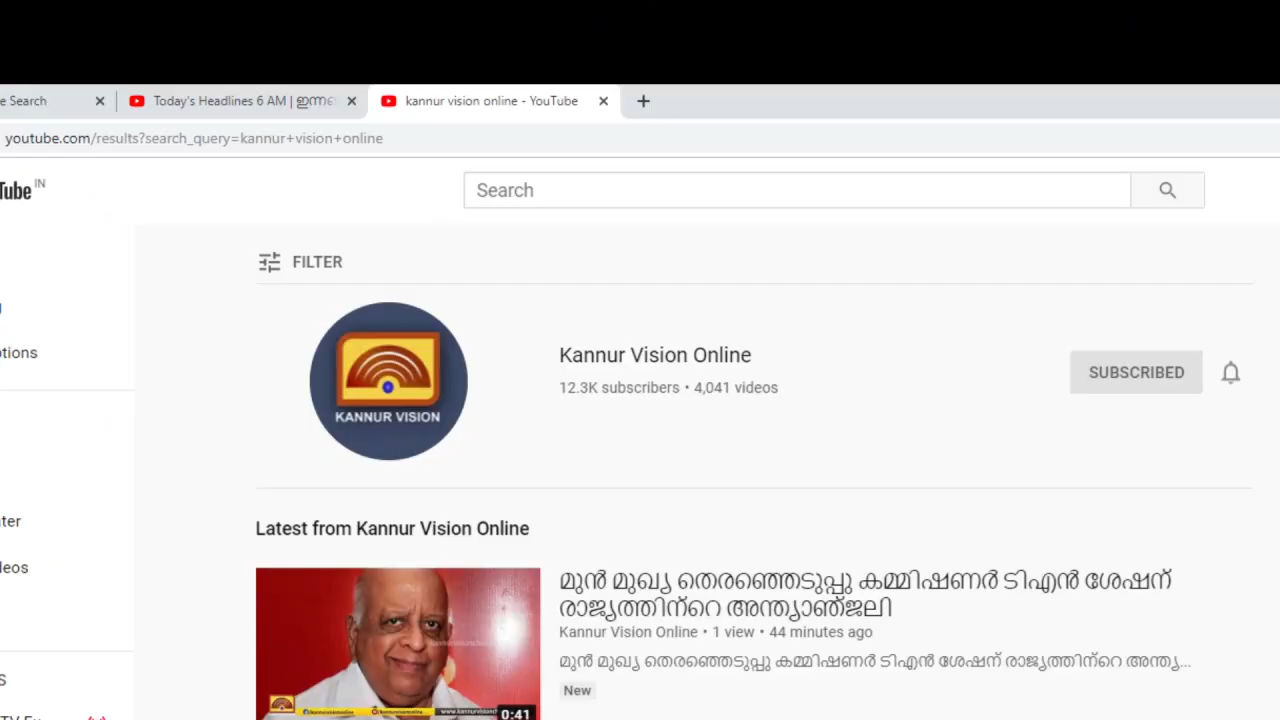 e Search
Today's Headlines 6 AM | ഇന്നഃ
kannur vision online - YouTube
youtube.com/results?search_query=kannur+vision+online
Tube IN
Search
FILTER
KANNUR VISION
Kannur Vision Online
12.3K subscribers • 4,041 videos
SUBSCRIBED
ptions
Latest from Kannur Vision Online
മുൻ മുഖ്യ തെരഞ്ഞെടുപ്പു കമ്മിഷണർ ടിഎൻ ശേഷന്
രാജ്യത്തിന്റെ അന്ത്യാഞ്ജലി
Kannur Vision Online • 1 view • 44 minutes ago
മുൻ മുഖ്യ തെരഞ്ഞെടുപ്പു കമ്മിഷണർ ടിഎൻ ശേഷന് രാജ്യത്തിന്റെ അന്ത്യ...
New
0:41